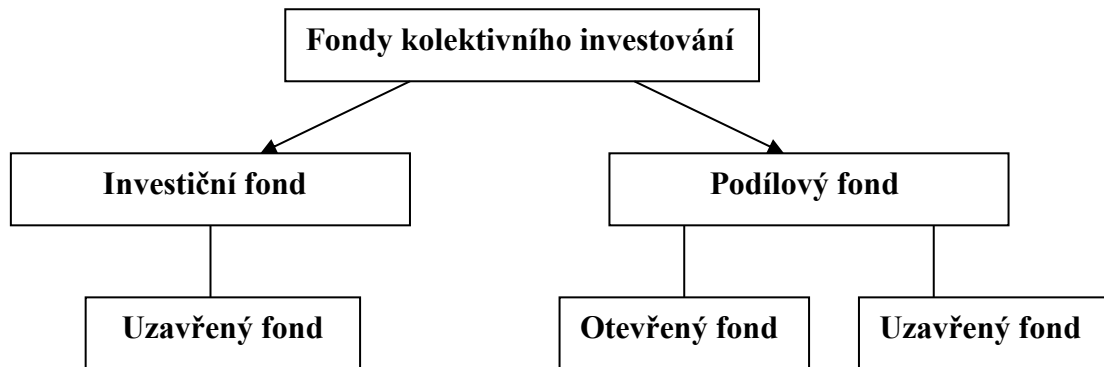 Fondy kolektivního investování
Investiční fond
Podílový fond
Uzavřený fond
Otevřený fond
Uzavřený fond